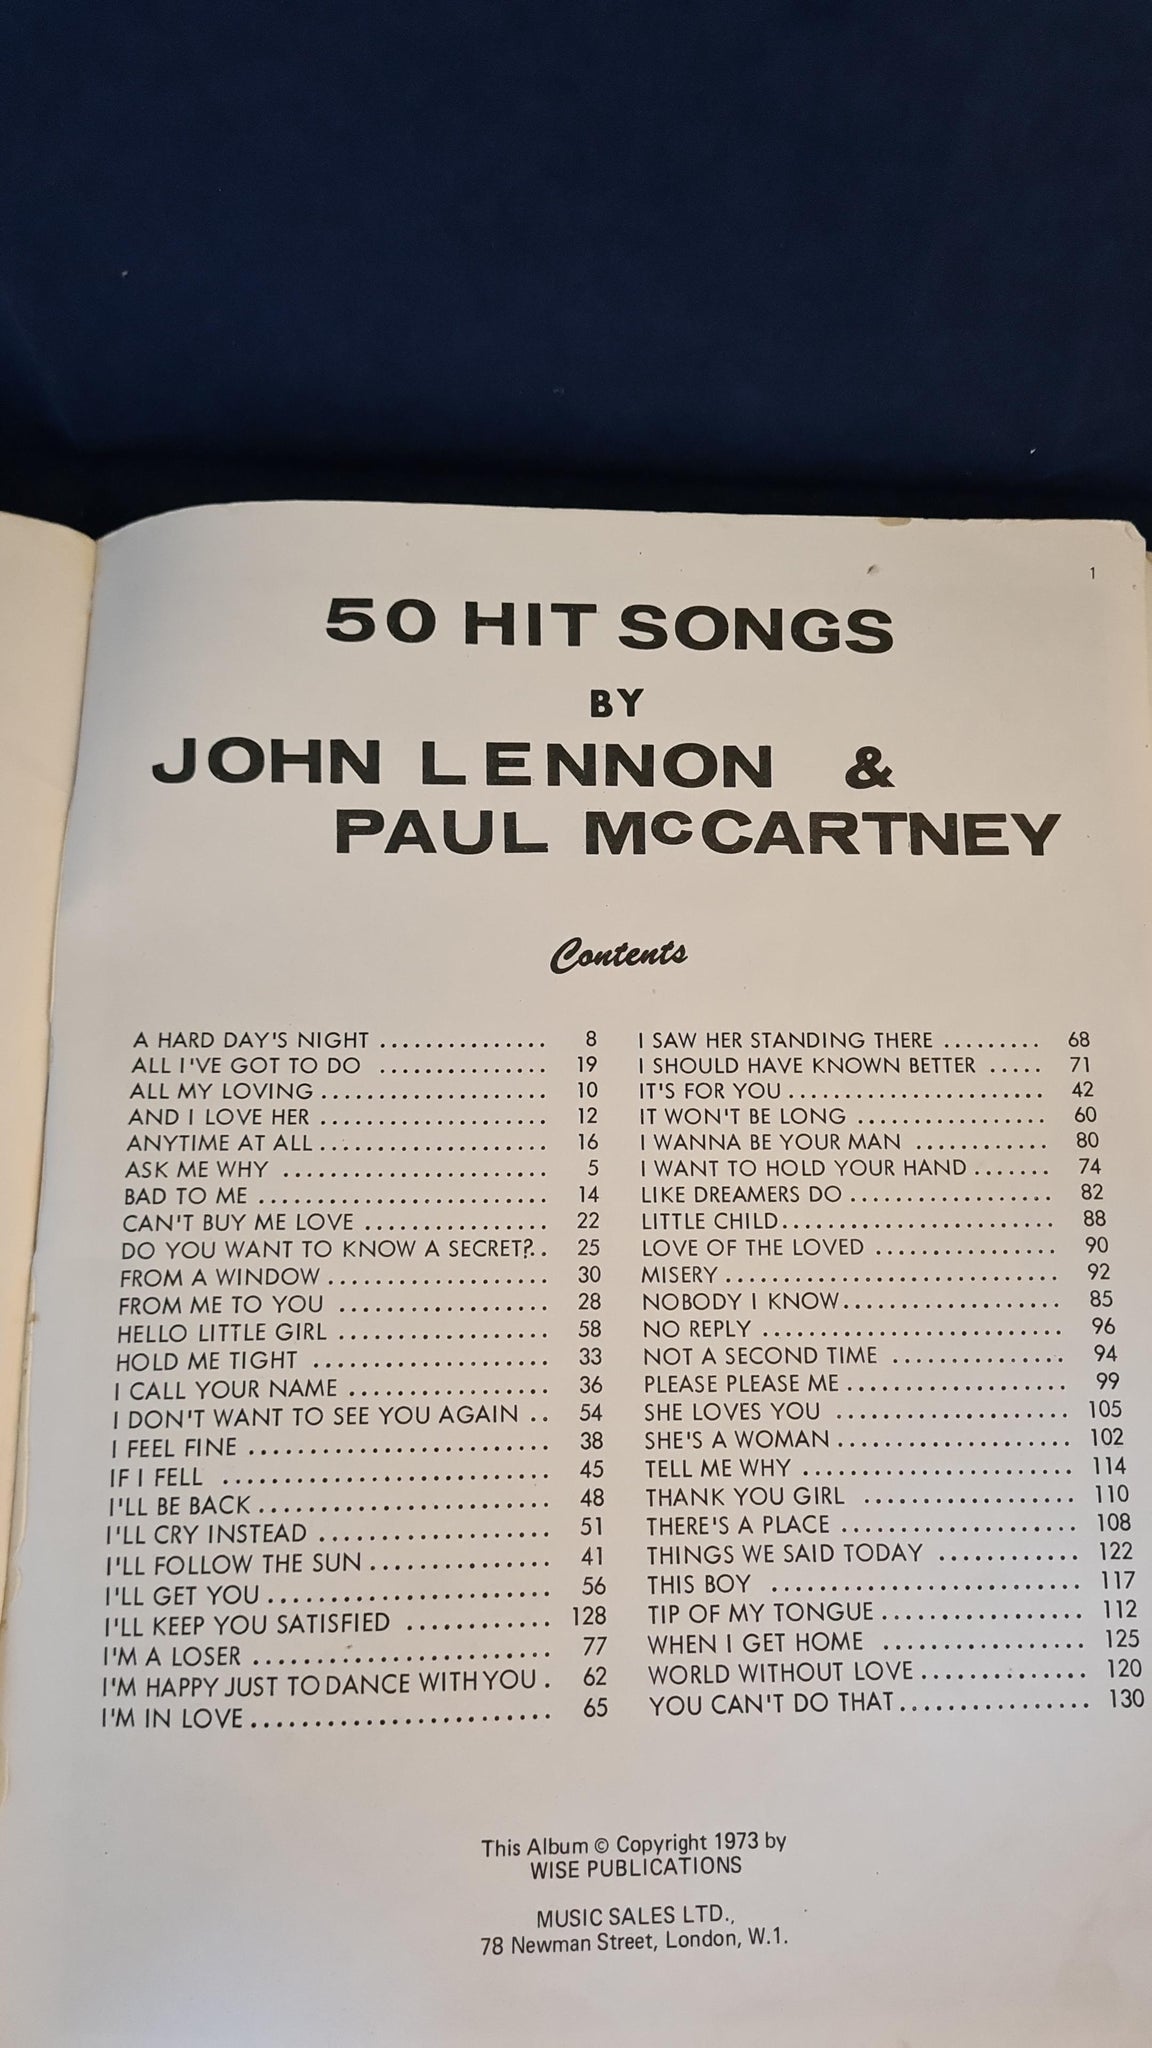 1
50 HIT SONGS
BY
JOHN LENNON &
PAUL McCARTNEY
Contents
A HARD DAY'S NIGHT ............... 8
ALL I'VE GOT TO DO ............... 19
ALL MY LOVING ..................... 10
AND I LOVE HER ..................... 12
ANYTIME AT ALL ..................... 16
ASK ME WHY ......................... 5
BAD TO ME ........................... 14
CAN'T BUY ME LOVE ................. 22
DO YOU WANT TO KNOW A SECRET?.. 25
FROM A WINDOW .................... 30
FROM ME TO YOU ................... 28
HELLO LITTLE GIRL ................... 58
HOLD ME TIGHT ...................... 33
I CALL YOUR NAME ................... 36
I DON'T WANT TO SEE YOU AGAIN .. 54
I FEEL FINE ............................ 38
IF I FELL .............................. 45
I'LL BE BACK ........................... 48
I'LL CRY INSTEAD ...................... 51
I'LL FOLLOW THE SUN ................. 41
I'LL GET YOU .......................... 56
I'LL KEEP YOU SATISFIED ............ 128
I'M A LOSER ........................... 77
I'M HAPPY JUST TO DANCE WITH YOU . 62
I'M IN LOVE ........................... 65
I SAW HER STANDING THERE ......... 68
I SHOULD HAVE KNOWN BETTER ..... 71
IT'S FOR YOU ........................ 42
IT WON'T BE LONG .................. 60
I WANNA BE YOUR MAN ............ 80
I WANT TO HOLD YOUR HAND ....... 74
LIKE DREAMERS DO ................... 82
LITTLE CHILD .......................... 88
LOVE OF THE LOVED ................. 90
MISERY ................................ 92
NOBODY I KNOW .................... 85
NO REPLY ............................ 96
NOT A SECOND TIME ................ 94
PLEASE PLEASE ME .................... 99
SHE LOVES YOU ...................... 105
SHE'S A WOMAN ...................... 102
TELL ME WHY ......................... 114
THANK YOU GIRL ................... 110
THERE'S A PLACE ...................... 108
THINGS WE SAID TODAY ............ 122
THIS BOY ............................. 117
TIP OF MY TONGUE ................... 112
WHEN I GET HOME .................. 125
WORLD WITHOUT LOVE .............. 120
YOU CAN'T DO THAT ................. 130
This Album © Copyright 1973 by
WISE PUBLICATIONS
MUSIC SALES LTD.,
78 Newman Street, London, W.1.